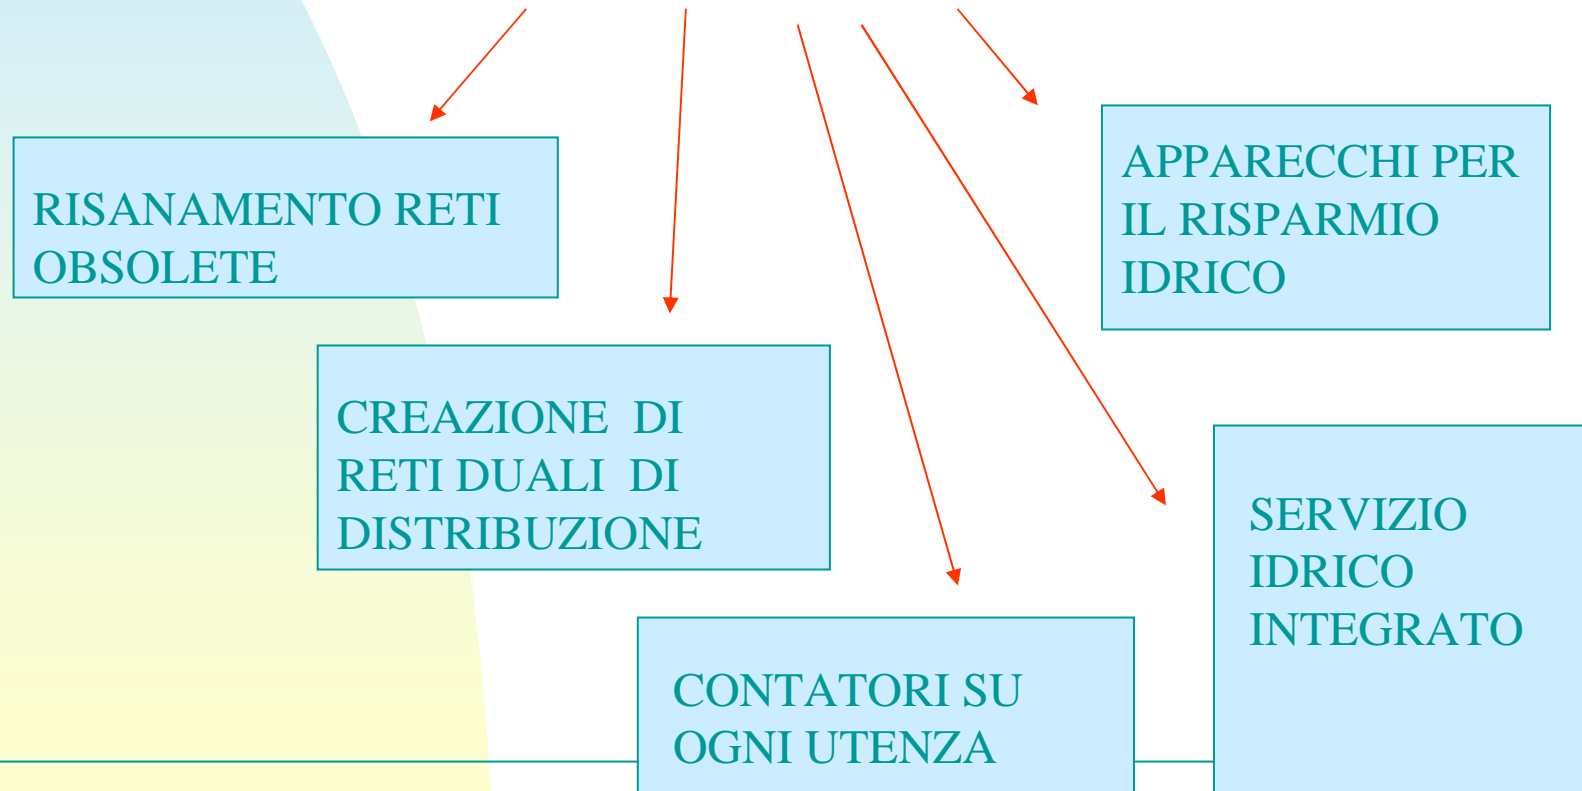 RISANAMENTO RETI
OBSOLETE
CREAZIONE DI
RETI DUALI DI
DISTRIBUZIONE
CONTATORI SU
OGNI UTENZA
SERVIZIO
IDRICO
INTEGRATO
APPARECCHI PER
IL RISPARMIO
IDRICO